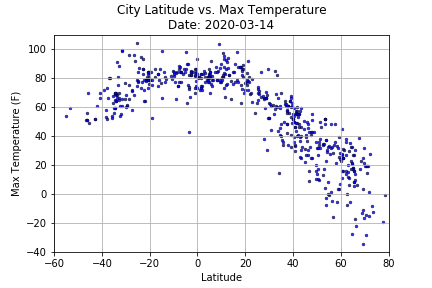 City Latitude vs. Max Temperature
Date: 2020-03-14
Max Temperature (F)
100
80
60
40
20
0
−20
−40
−60 −40 −20 0 20 40 60 80
Latitude